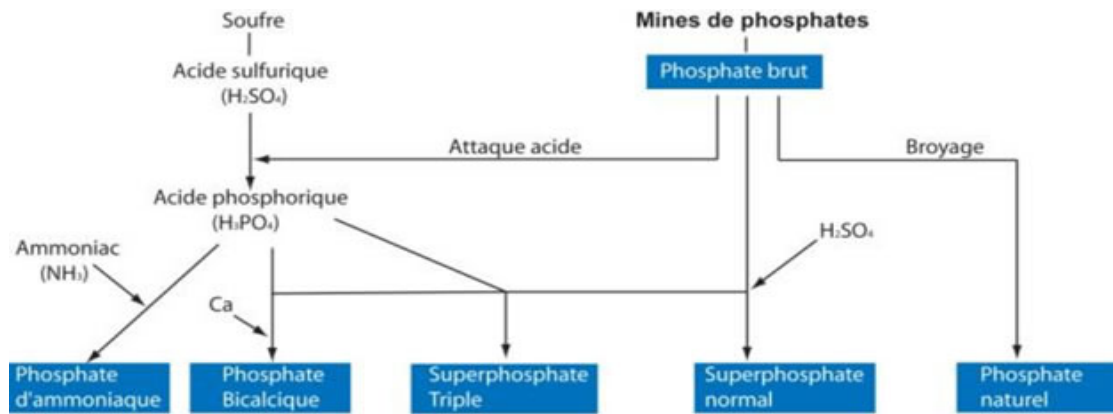 Soufre
Mines de phosphates
Acide sulfurique
(H₂SO₄)
Phosphate brut
Attaque acide
Broyage
Acide phosphorique
(H₃PO₄)
Ammoniac
(NH₃)
H₂SO₄
Ca
Phosphate
d'ammoniaque
Phosphate
Bicalcique
Superphosphate
Triple
Superphosphate
normal
Phosphate
naturel